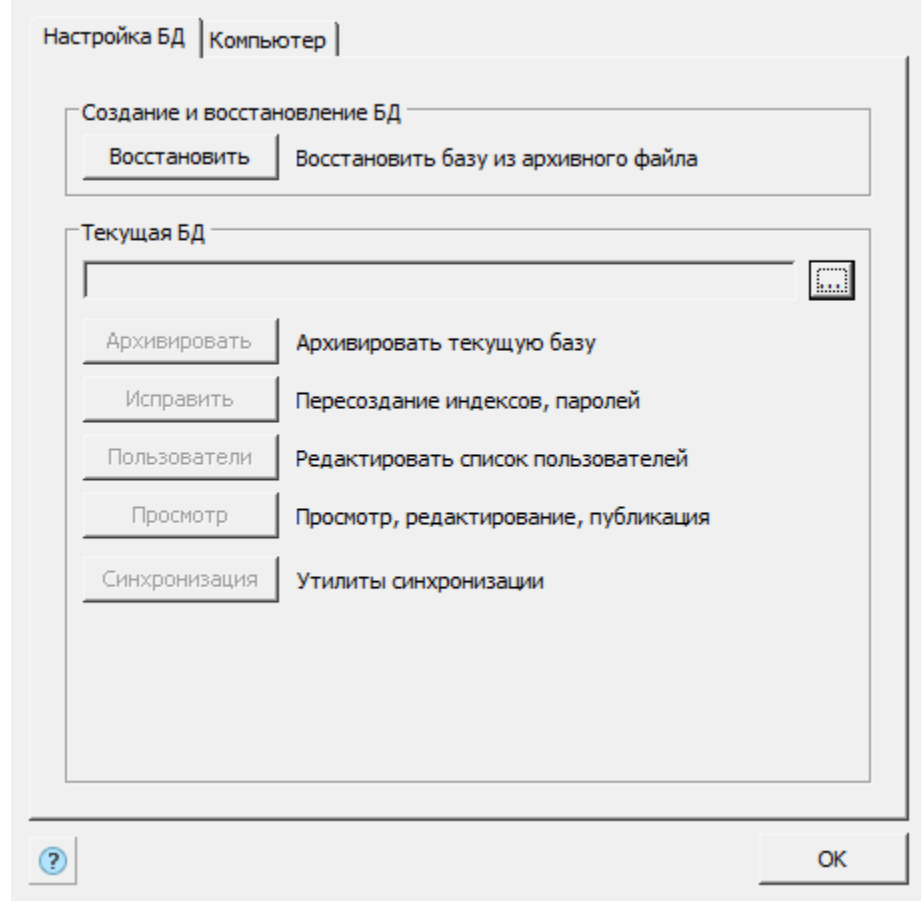 Настройка БД
Компьютер
Создание и восстановление БД
Восстановить Восстановить базу из архивного файла
Текущая БД
...
Архивировать Архивировать текущую базу
Исправить Пересоздание индексов, паролей
Пользователи Редактировать список пользователей
Просмотр Просмотр, редактирование, публикация
Синхронизация Утилиты синхронизации
?
ОК